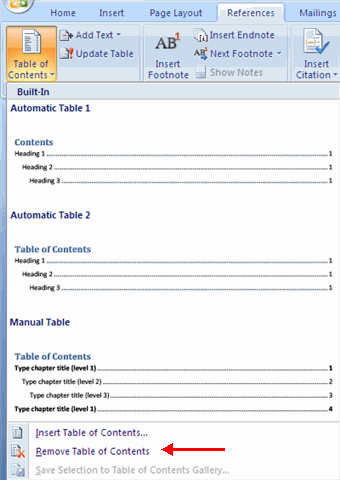 Home Insert Page Layout References Mailings
Table of Contents
Add Text
Update Table
AB¹
Insert Footnote
Insert Endnote
Next Footnote
Show Notes
Insert Citation
Built-In
Automatic Table 1
Contents
Heading 1 1
Heading 2 1
Heading 3 1
Automatic Table 2
Table of Contents
Heading 1 1
Heading 2 1
Heading 3 1
Manual Table
Table of Contents
Type chapter title (level 1) 1
Type chapter title (level 2) 2
Type chapter title (level 3) 3
Type chapter title (level 1) 4
Insert Table of Contents...
Remove Table of Contents
Save Selection to Table of Contents Gallery...